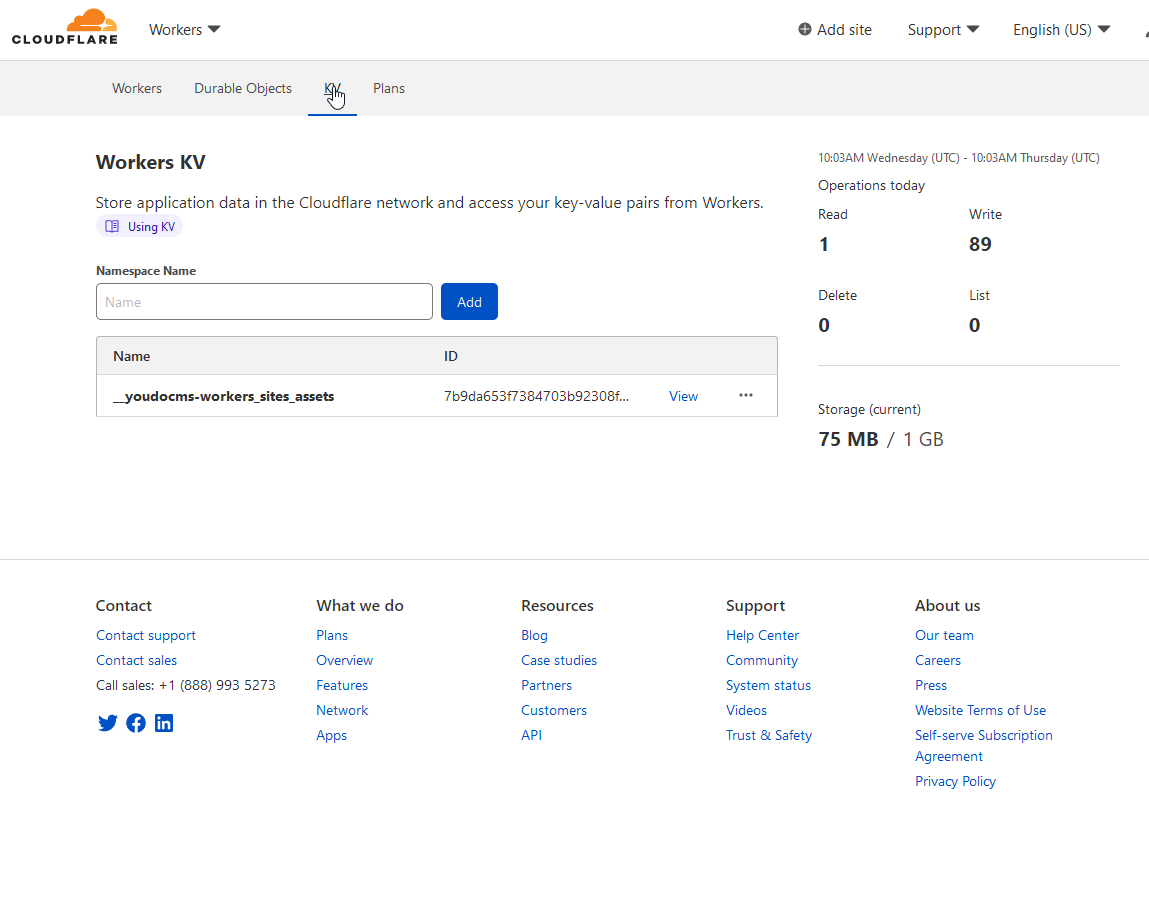 CLOUDFLARE
Workers
Add site
Support
English (US)
Workers
Durable Objects
KV
Plans
Workers KV
Store application data in the Cloudflare network and access your key-value pairs from Workers.
Using KV
Namespace Name
Name
Add
Name
ID
__youdocms-workers_sites_assets
7b9da653f7384703b92308f...
View
10:03AM Wednesday (UTC) - 10:03AM Thursday (UTC)
Operations today
Read
Write
1
89
Delete
List
0
0
Storage (current)
75 MB / 1 GB
Contact
Contact support
Contact sales
Call sales: +1 (888) 993 5273
What we do
Plans
Overview
Features
Network
Apps
Resources
Blog
Case studies
Partners
Customers
API
Support
Help Center
Community
System status
Videos
Trust & Safety
About us
Our team
Careers
Press
Website Terms of Use
Self-serve Subscription
Agreement
Privacy Policy